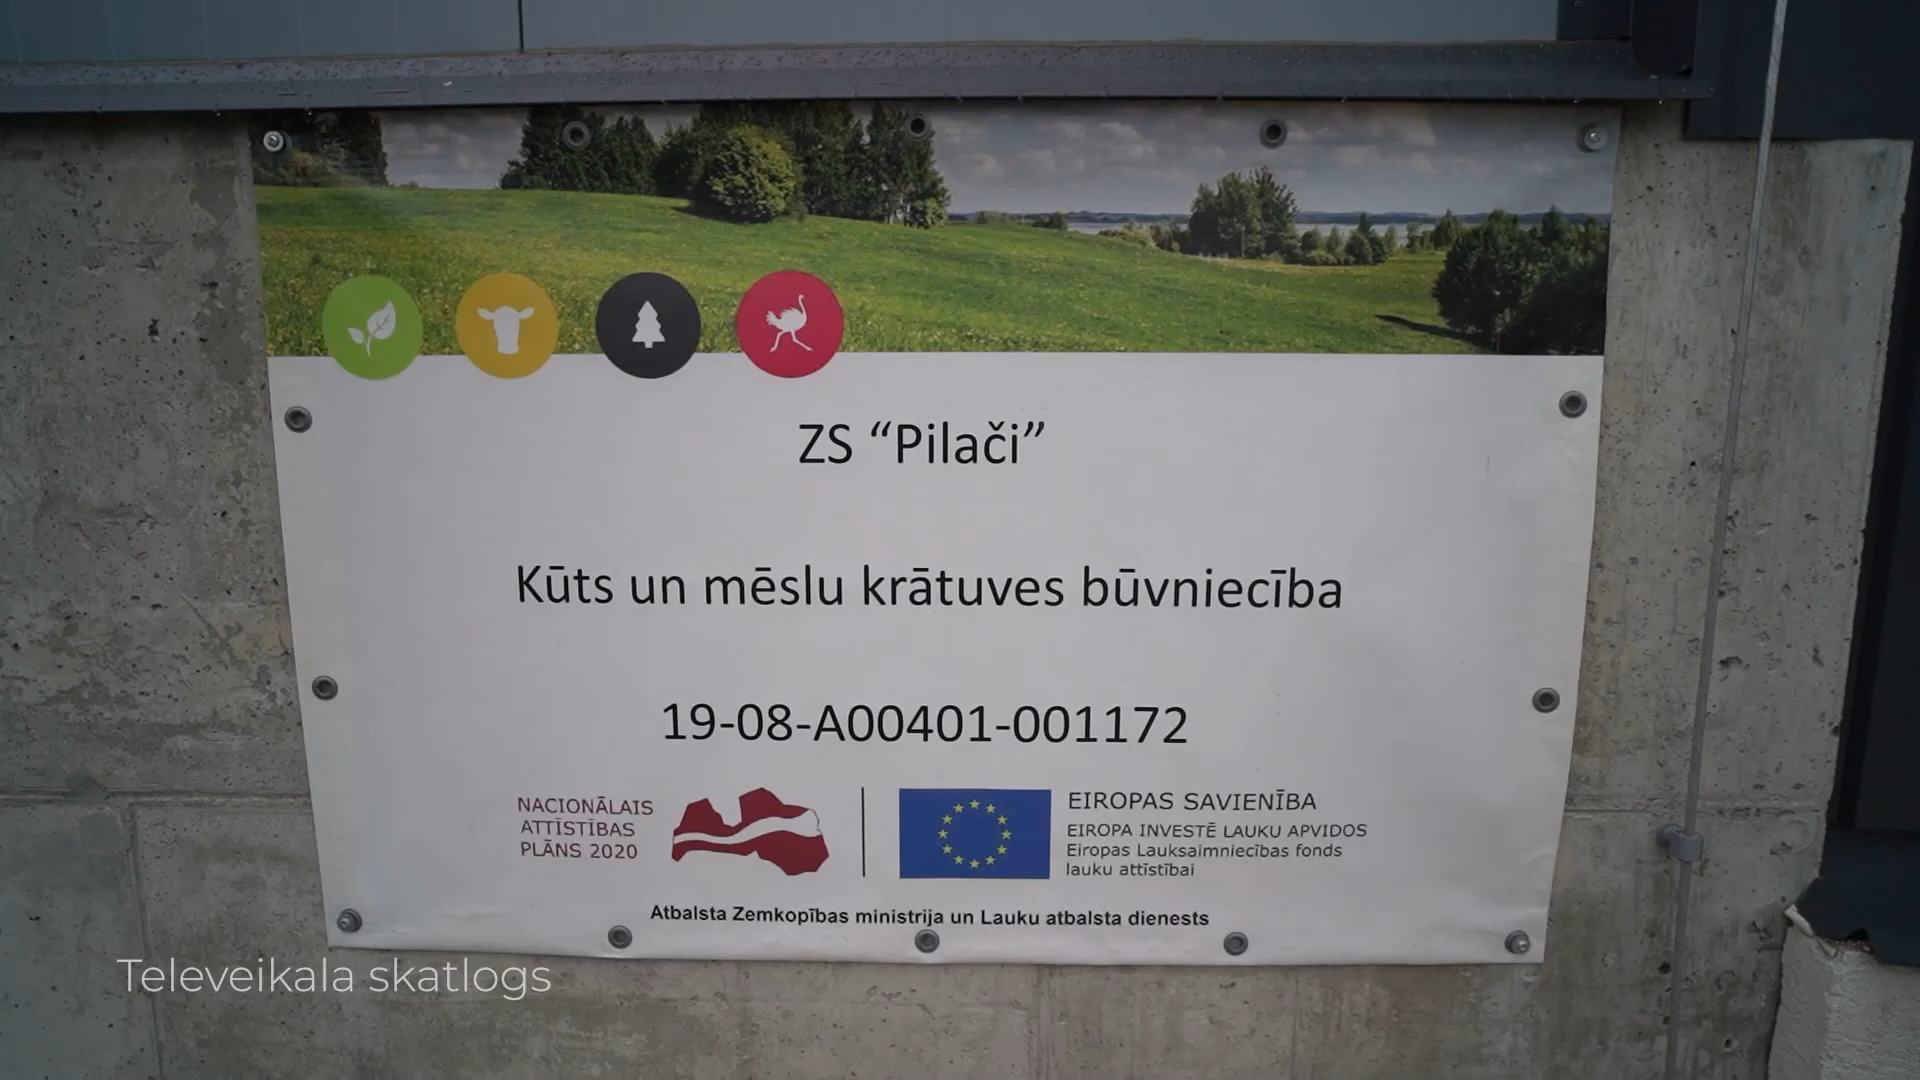 ZS “Pilači”
Kūts un mēslu krātuves būvniecība
19-08-A00401-001172
NACIONĀLAIS
ATTĪSTĪBAS
PLĀNS 2020
EIROPAS SAVIENĪBA
EIROPA INVESTĒ LAUKU APVIDOS
Eiropas Lauksaimniecības fonds
lauku attīstībai
Atbalsta Zemkopības ministrija un Lauku atbalsta dienests
Televeikala skatlogs